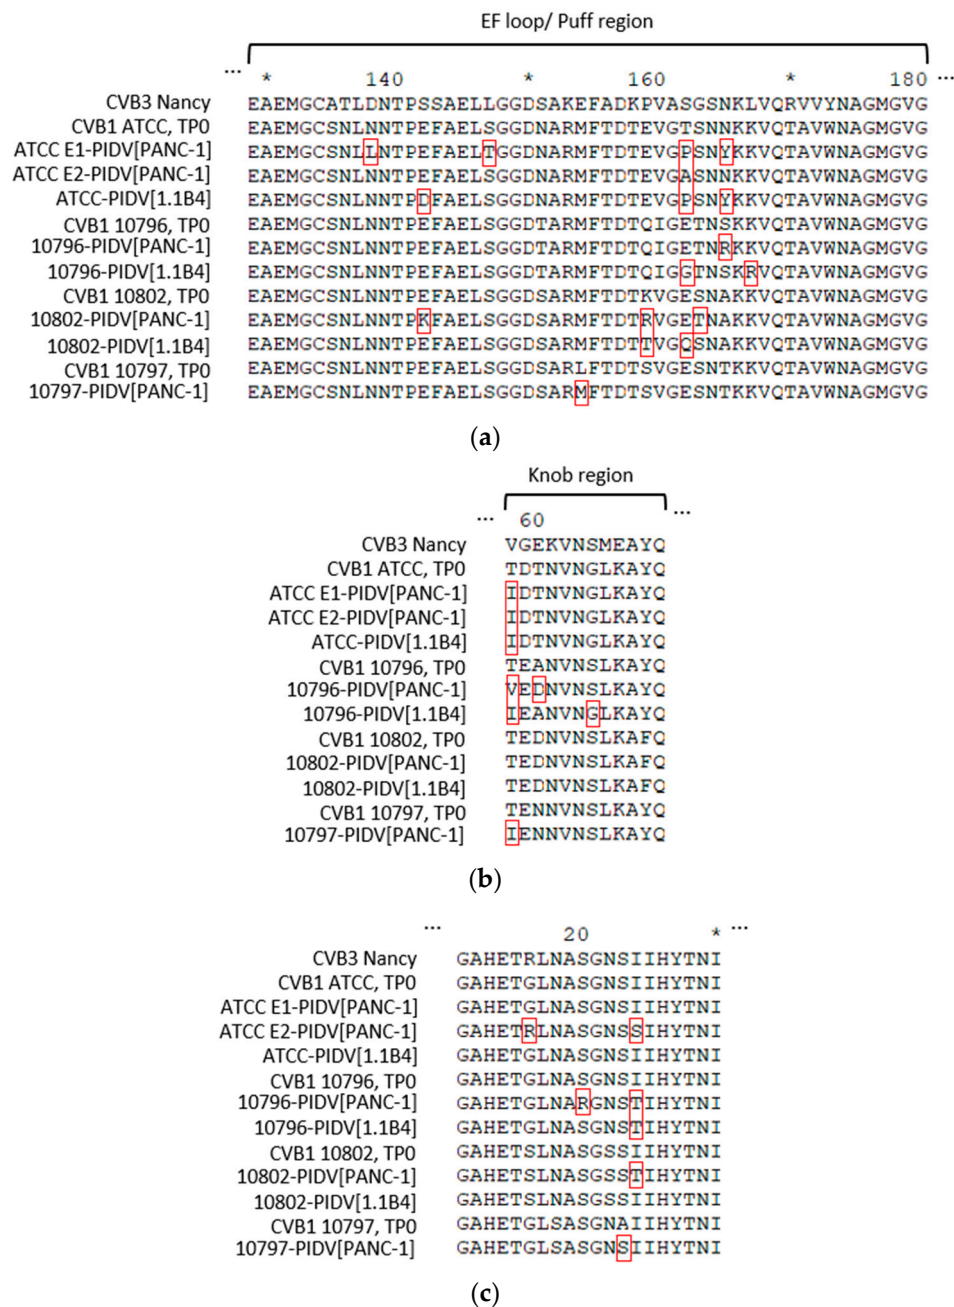 EF loop/ Puff region
... * 140 * 160 * 180 ...
CVB3 Nancy EAEMGCATLDNTPSSAELLGGDSAKEFADKPVASGSNKLVQRVVYNAGMGVG
CVB1 ATCC, TP0 EAEMGCSNLNNTPEFAELSGGDNARMFTDTEVGTSNNKKVQTAVWNAGMGVG
ATCC E1-PIDV[PANC-1] EAEMGCSNLLNTPEFAELTGGDNARMFTDTEVGPSNYKKVQTAVWNAGMGVG
ATCC E2-PIDV[PANC-1] EAEMGCSNLNNTPEFAELSGGDNARMFTDTEVGASNNKKVQTAVWNAGMGVG
ATCC-PIDV[1.1B4] EAEMGCSNLNNTPDFAELSGGDNARMFTDTEVGPSNYKKVQTAVWNAGMGVG
CVB1 10796, TP0 EAEMGCSNLNNTPEFAELSGGDTARMFTDTQIGETNSKKVQTAVWNAGMGVG
10796-PIDV[PANC-1] EAEMGCSNLNNTPEFAELSGGDTARMFTDTQIGETNRKKVQTAVWNAGMGVG
10796-PIDV[1.1B4] EAEMGCSNLNNTPEFAELSGGDTARMFTDTQIGGTNSKRVQTAVWNAGMGVG
CVB1 10802, TP0 EAEMGCSNLNNTPEFAELSGGDSARMFTDTKVGESNAKKVQTAVWNAGMGVG
10802-PIDV[PANC-1] EAEMGCSNLNNTPKFAELSGGDSARMFTDTRVGETNAKKVQTAVWNAGMGVG
10802-PIDV[1.1B4] EAEMGCSNLNNTPEFAELSGGDSARMFTDTTVGQSNAKKVQTAVWNAGMGVG
CVB1 10797, TP0 EAEMGCSNLNNTPEFAELSGGDSARLFTDTSVGESNTKKVQTAVWNAGMGVG
10797-PIDV[PANC-1] EAEMGCSNLNNTPEFAELSGGDSARMFTDTSVGESNTKKVQTAVWNAGMGVG
(a)
Knob region
... 60 ...
CVB3 Nancy VGEKVNSMEAYQ
CVB1 ATCC, TP0 TDTNVNGLKAYQ
ATCC E1-PIDV[PANC-1] IDTNVNGLKAYQ
ATCC E2-PIDV[PANC-1] IDTNVNGLKAYQ
ATCC-PIDV[1.1B4] IDTNVNGLKAYQ
CVB1 10796, TP0 TEANVNSLKAYQ
10796-PIDV[PANC-1] VEDNVNSLKAYQ
10796-PIDV[1.1B4] IEANVNGLKAYQ
CVB1 10802, TP0 TEDNVNSLKAFQ
10802-PIDV[PANC-1] TEDNVNSLKAFQ
10802-PIDV[1.1B4] TEDNVNSLKAFQ
CVB1 10797, TP0 TENNVNSLKAYQ
10797-PIDV[PANC-1] IENNVNSLKAYQ
(b)
... 20 * ...
CVB3 Nancy GAHETRLNASGNSIIHYTNI
CVB1 ATCC, TP0 GAHETGLNASGNSIIHYTNI
ATCC E1-PIDV[PANC-1] GAHETGLNASGNSIIHYTNI
ATCC E2-PIDV[PANC-1] GAHETRLNASGNSSIHYTNI
ATCC-PIDV[1.1B4] GAHETGLNASGNSIIHYTNI
CVB1 10796, TP0 GAHETGLNASGNSIIHYTNI
10796-PIDV[PANC-1] GAHETGLNARGNSTIHYTNI
10796-PIDV[1.1B4] GAHETGLNASGNSTIHYTNI
CVB1 10802, TP0 GAHETSLNASGSSIIHYTNI
10802-PIDV[PANC-1] GAHETSLNASGSSTIHYTNI
10802-PIDV[1.1B4] GAHETSLNASGSSIIHYTNI
CVB1 10797, TP0 GAHETGLSASGNAIIHYTNI
10797-PIDV[PANC-1] GAHETGLSASGNSIIHYTNI
(c)